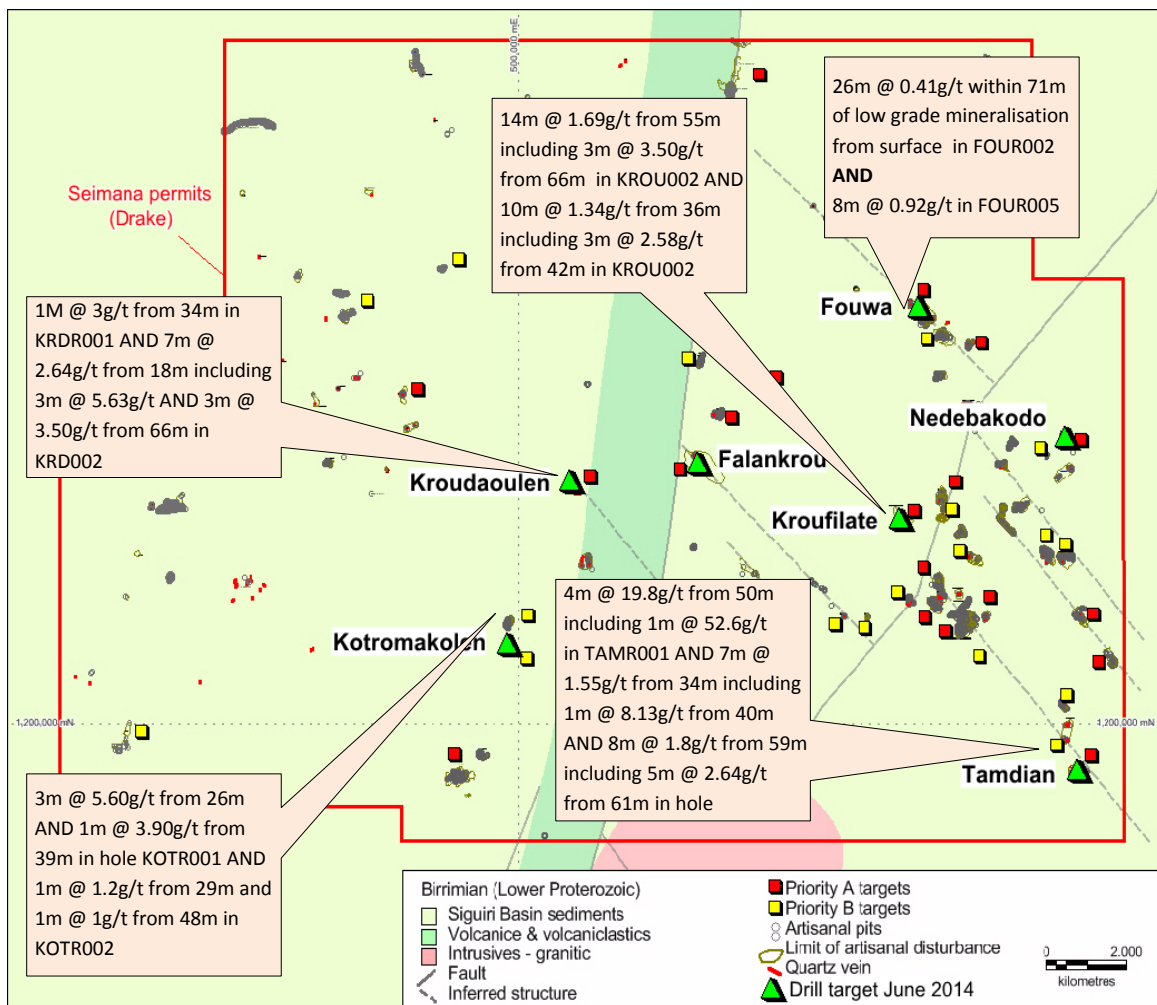 500,000 mE
14m @ 1.69g/t from 55m
including 3m @ 3.50g/t
from 66m in KROU002 AND
10m @ 1.34g/t from 36m
including 3m @ 2.58g/t
from 42m in KROU002
26m @ 0.41g/t within 71m
of low grade mineralisation
from surface in FOUR002
AND
8m @ 0.92g/t in FOUR005
Seimana permits
(Drake)
1M @ 3g/t from 34m in
KRDR001 AND 7m @
2.64g/t from 18m including
3m @ 5.63g/t AND 3m @
3.50g/t from 66m in
KRD002
Fouwa
Nedebakodo
Falankrou
Kroudaoulen
Kroufilate
Kotromakolen
4m @ 19.8g/t from 50m
including 1m @ 52.6g/t
in TAMR001 AND 7m @
1.55g/t from 34m including
1m @ 8.13g/t from 40m
AND 8m @ 1.8g/t from 59m
including 5m @ 2.64g/t
from 61m in hole
1,200,000 mN
1,200,000 mN
Tamdian
3m @ 5.60g/t from 26m
AND 1m @ 3.90g/t from
39m in hole KOTR001 AND
1m @ 1.2g/t from 29m and
1m @ 1g/t from 48m in
KOTR002
Birrimian (Lower Proterozoic)
Siguiri Basin sediments
Volcanice & volcaniclastics
Intrusives - granitic
Fault
Inferred structure
Priority A targets
Priority B targets
Artisanal pits
Limit of artisanal disturbance
Quartz vein
Drill target June 2014
0 2.000
kilometres